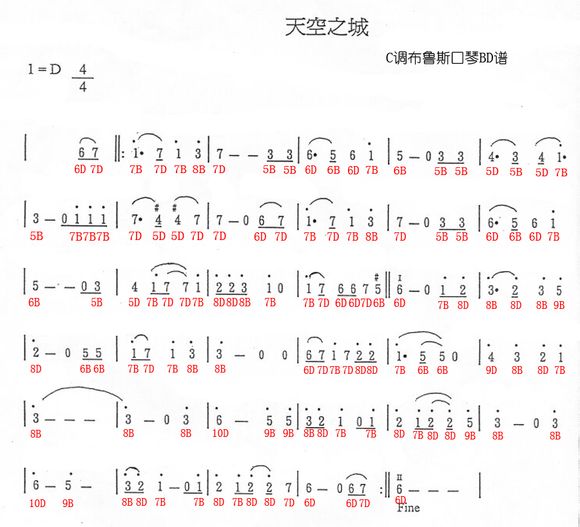 天空之城
C调布鲁斯口琴BD谱
1=D 4/4
6 7 ‖: 1· 7 1 3 | 7 — — 3 3 | 6· 5 6 1 | 5 — 0 3 3 | 4· 3 4 1·
6D 7D 7B 7D 7B 8B 7D 5B 5B 6D 6B 6D 7B 6B 5B 5B 5D 5B 5D 7B
3 — 0 1 1 1 | 7· #4 #4 7 | 7 — 0 6 7 | 1· 7 1 3 | 7 — 0 3 3 | 6· 5 6 1
5B 7B7B7B 7D 5D 5D 7D 7D 6D 7D 7B 7D 7B 8B 7D 5B 5B 6D 6B 6D 7B
5 — — 0 3 | 4 1 7 7 1 | 2 2 3 1 0 | 1 7 6 6 7 #5 | I 6 — 0 1 2 | 3· 2 3 5
6B 5B 5D 7B 7D 7D 7B 8D 8D 8B 7B 7B 7D 6D 6D 7D 6B 6D 7B 8D 8B 8D 8B 9B
2 — 0 5 5 | 1 7 1 3 | 3 — 0 0 | 6 7 1 7 2 2 | 1· 5 5 0 | 4 3 2 1
8D 6B 6B 7B 7D 7B 8B 8B 6D 7D 7B 7D 8D 8D 7B 6B 6B 9D 8B 8D 7B
3 — — — | 3 — 0 3 | 6 — 5 5 | 3 2 1 0 1 | 2 1 2 2 5 | 3 — 0 3
8B 8B 8B 10D 9B 9B 8B 8D 7B 7B 8D 7B 8D 8D 9B 8B 8B
6 — 5 — | 3 2 1 — 0 1 | 2 1 2 2 7 | 6 — 0 6 7 :‖ II 6 — — — |
10D 9B 8B 8D 7B 7B 8D 7B 8D 8D 7D 6D 6D 7D 6D
Fine